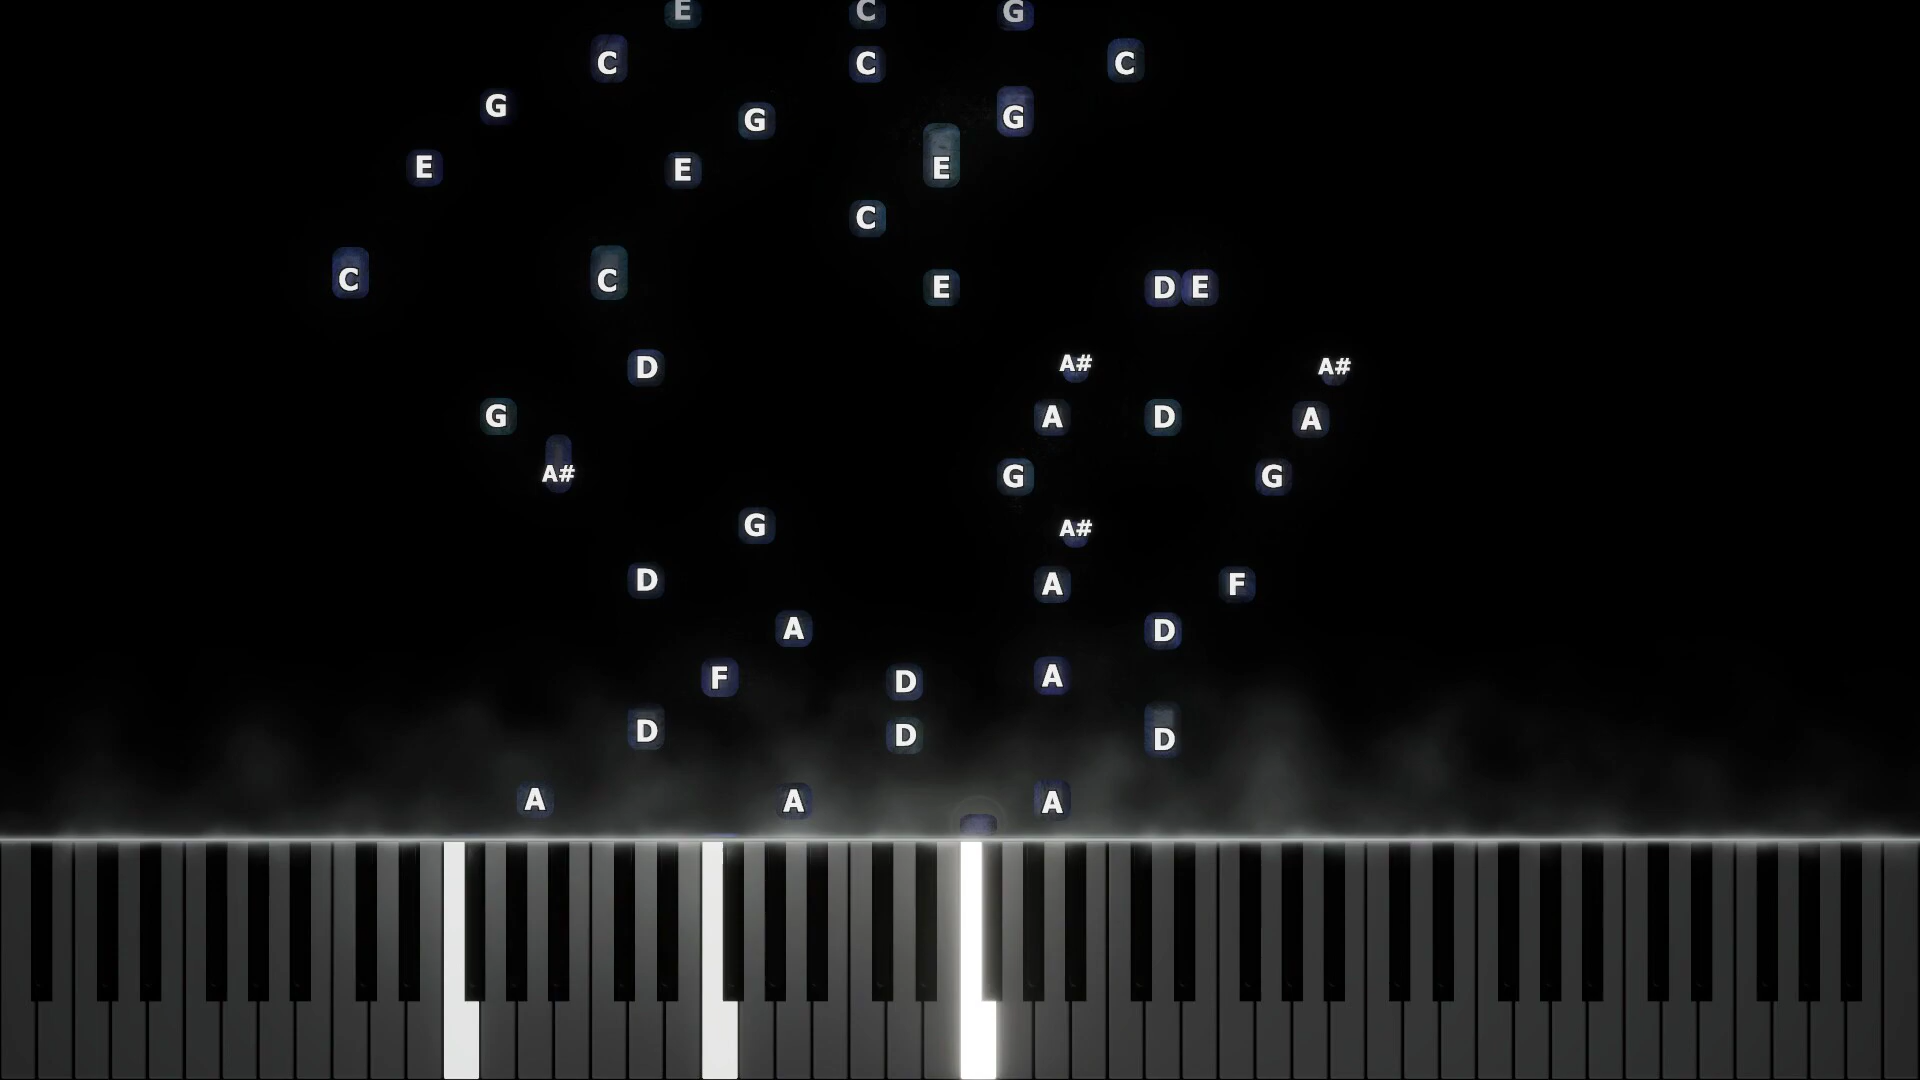 E C G
C C C
G G G
E E E
C
C C E D E
D A# A#
G A D A
A# G G
G A#
D A F
A D
F D A
D D D
A A A